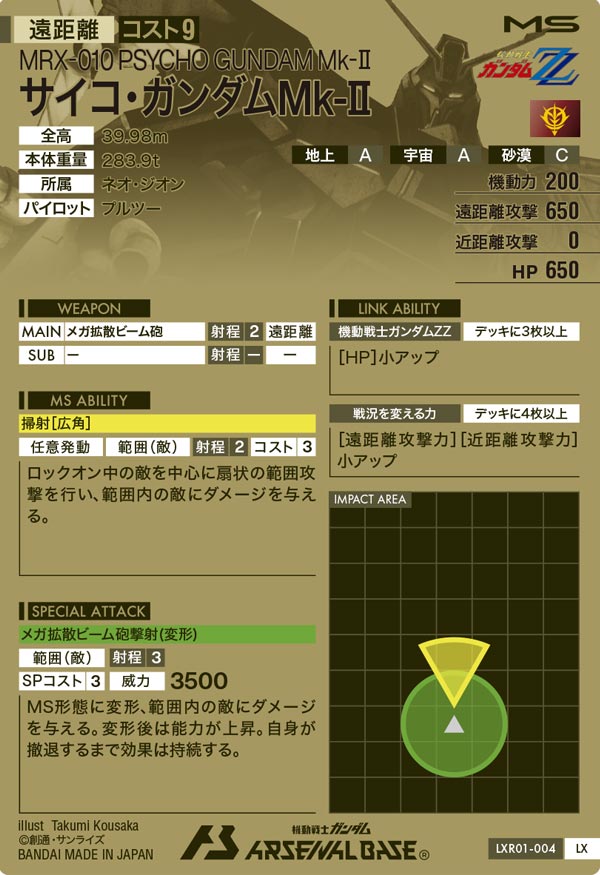 遠距離 コスト9
MS
MRX-010 PSYCHO GUNDAM Mk-II
サイコ・ガンダムMk-II
機動戦士
ガンダムZZ
全高 39.98m
本体重量 283.9t
所属 ネオ・ジオン
パイロット プルツー
地上 A 宇宙 A 砂漠 C
機動力 200
遠距離攻撃 650
近距離攻撃 0
HP 650
WEAPON
MAIN メガ拡散ビーム砲 射程 2 遠距離
SUB ー 射程 ー ー
MS ABILITY
掃射[広角]
任意発動 範囲(敵) 射程 2 コスト 3
ロックオン中の敵を中心に扇状の範囲攻
撃を行い、範囲内の敵にダメージを与え
る。
SPECIAL ATTACK
メガ拡散ビーム砲撃射(変形)
範囲(敵) 射程 3
SPコスト 3 威力 3500
MS形態に変形、範囲内の敵にダメージ
を与える。変形後は能力が上昇。自身が
撤退するまで効果は持続する。
LINK ABILITY
機動戦士ガンダムZZ デッキに3枚以上
[HP]小アップ
戦況を変える力 デッキに4枚以上
[遠距離攻撃力][近距離攻撃力]
小アップ
IMPACT AREA
illust Takumi Kousaka
©創通・サンライズ
BANDAI MADE IN JAPAN
機動戦士ガンダム
AB ARSENAL BASE®
LXR01-004 LX